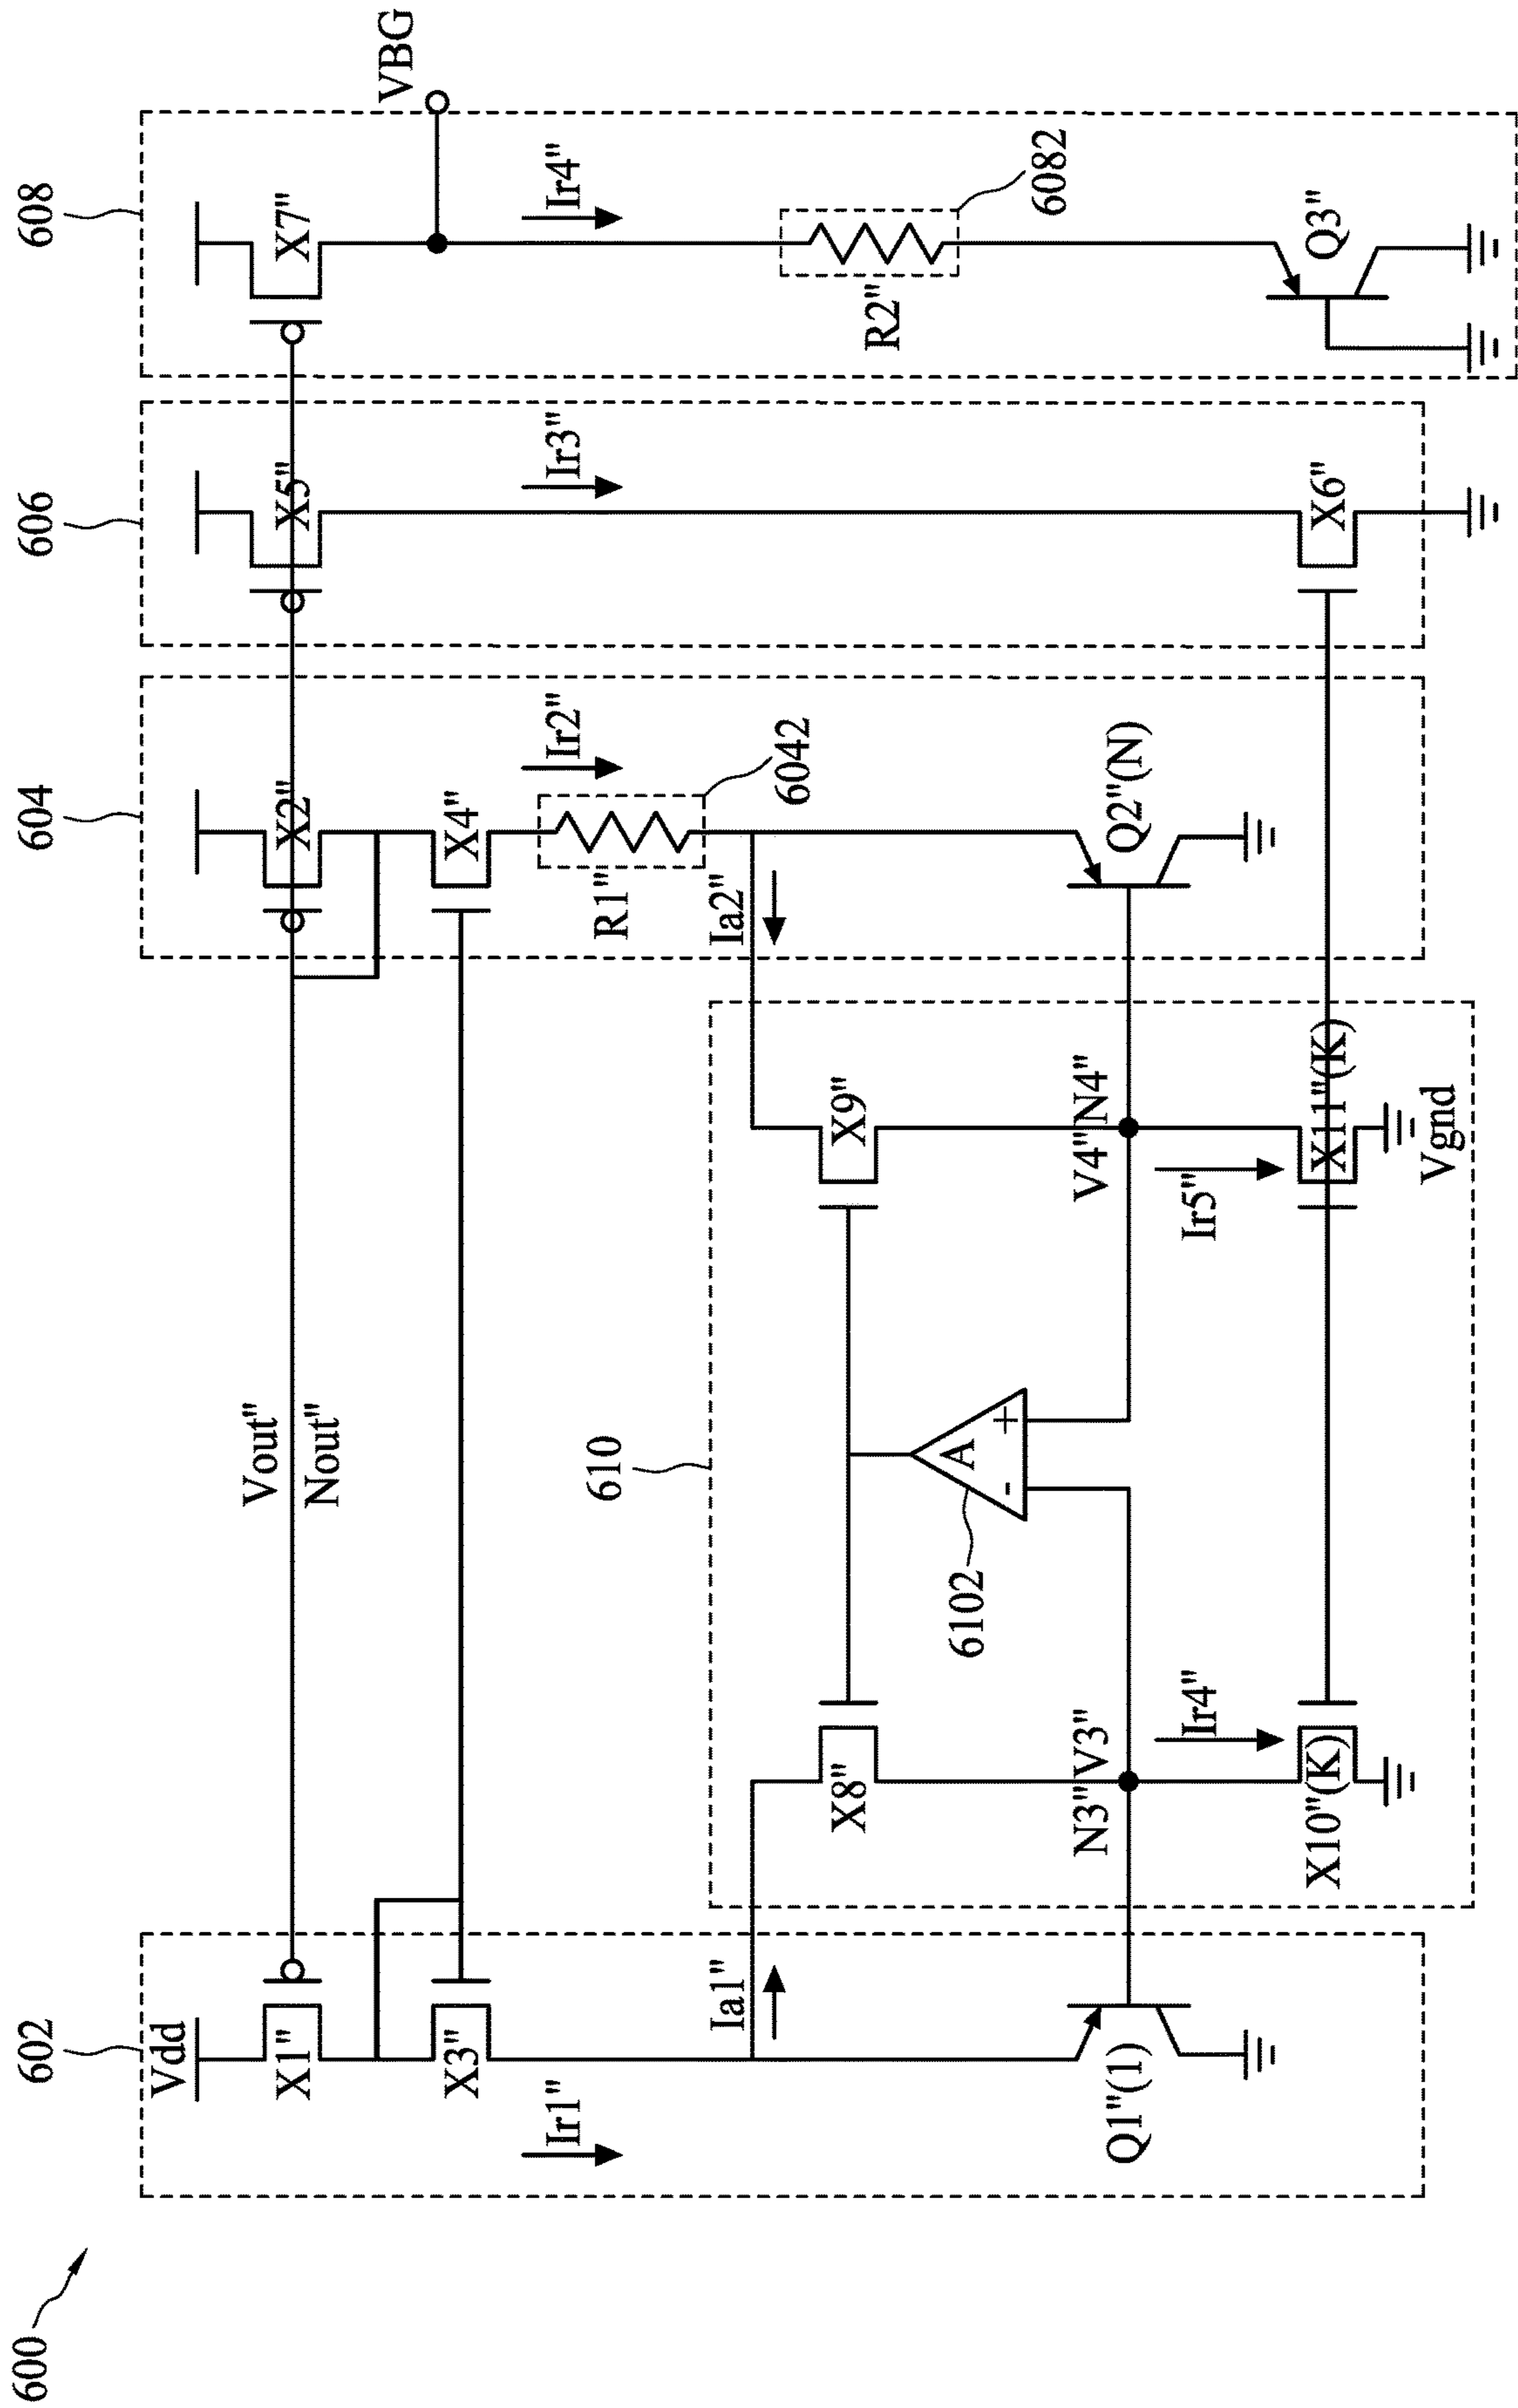 600
602
604
606
608
Vdd
X1"
Vout"
Nout"
X2"
X5"
X7"
VBG
X3"
X4"
Ir1"
Ir2"
Ir3"
Ir4"
R1"
6042
610
Ia1"
Ia2"
R2"
6082
X8"
X9"
A
-
+
6102
N3"
V3"
V4"
N4"
Q1"(1)
Q2"(N)
Ir4"
Ir5"
X10"(K)
X11"(K)
X6"
Q3"
Vgnd